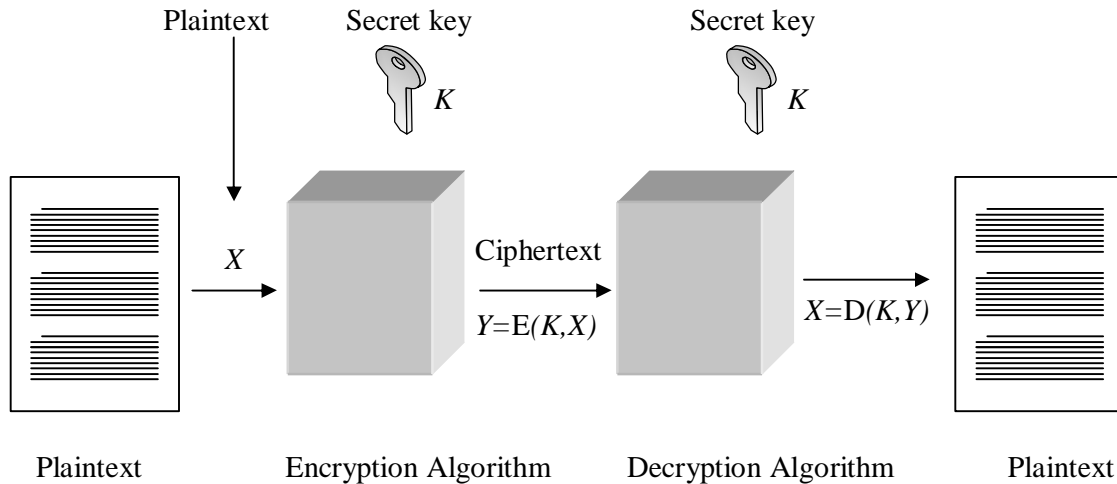 Plaintext
Secret key
Secret key
K
K
X
Ciphertext
Y=E(K,X)
X=D(K,Y)
Plaintext
Encryption Algorithm
Decryption Algorithm
Plaintext